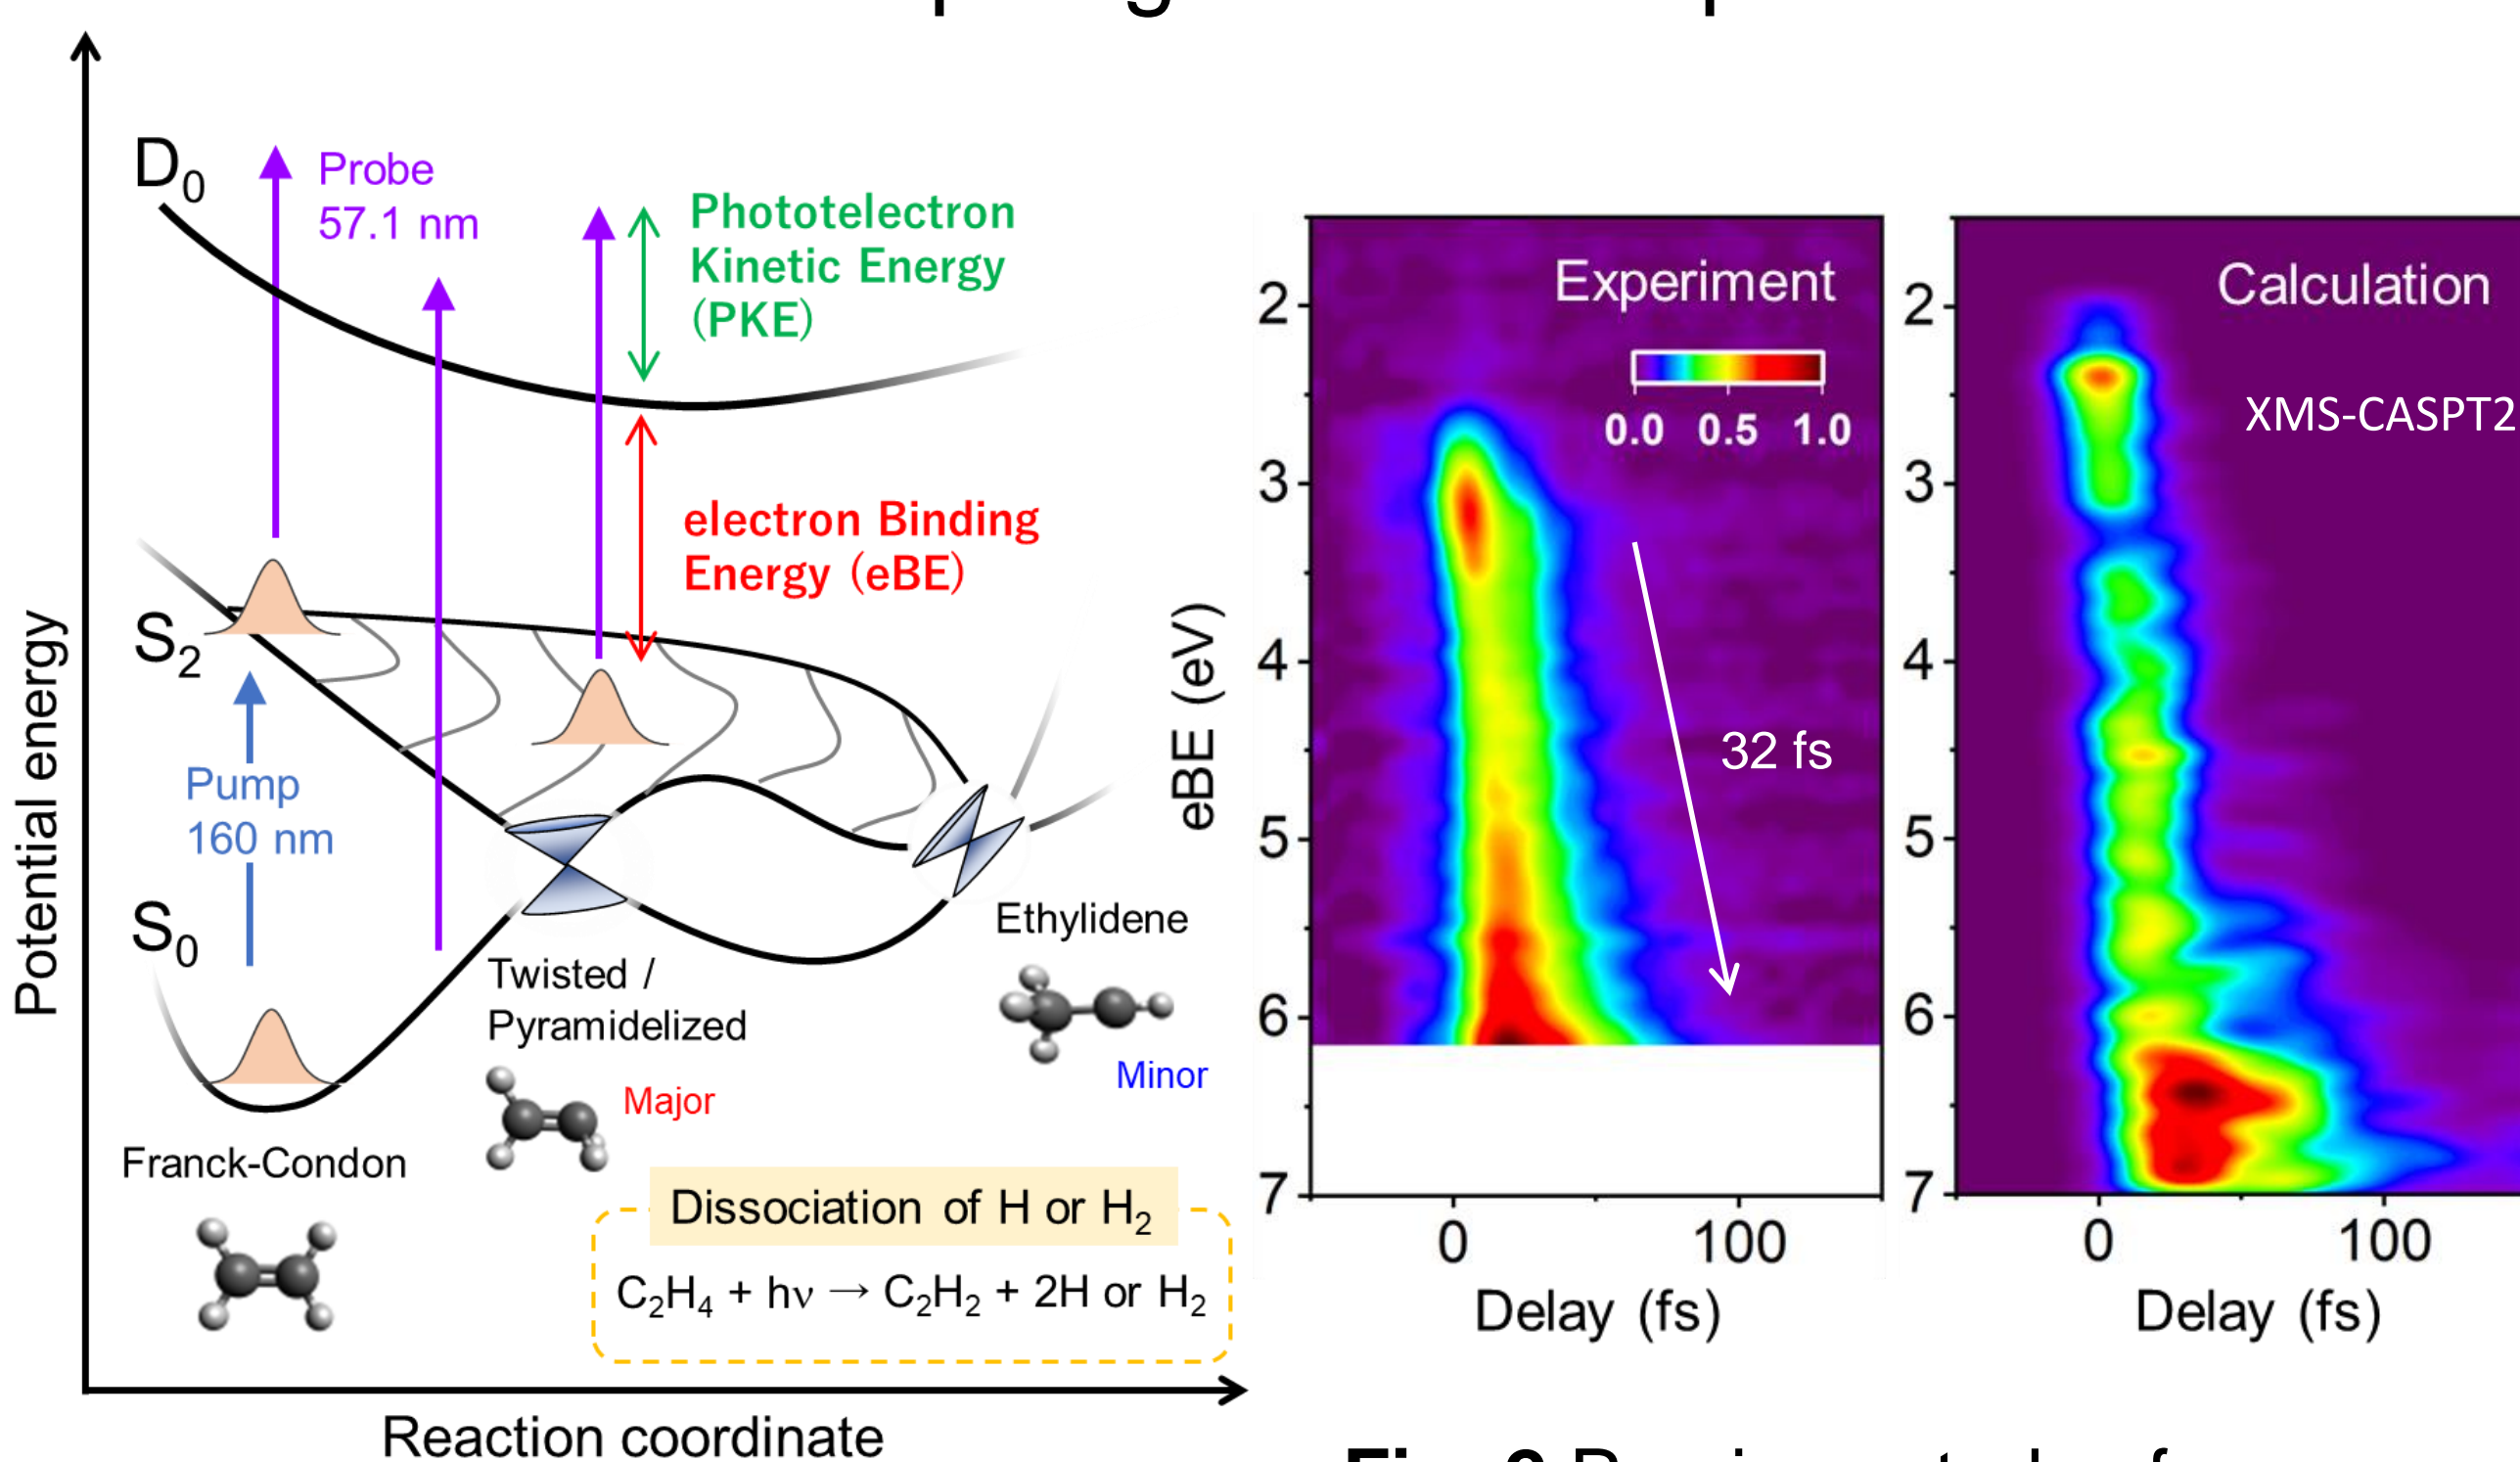 D0
Probe
57.1 nm
Phototelectron
Kinetic Energy
(PKE)
electron Binding
Energy (eBE)
S2
Pump
160 nm
S0
Potential energy
Twisted /
Pyramidelized
Major
Ethylidene
Minor
Franck-Condon
Dissociation of H or H2
C2H4 + hν → C2H2 + 2H or H2
Reaction coordinate
Experiment
0.0 0.5 1.0
32 fs
eBE (eV)
2
3
4
5
6
7
0 100
Delay (fs)
Calculation
XMS-CASPT2
2
3
4
5
6
7
0 100
Delay (fs)